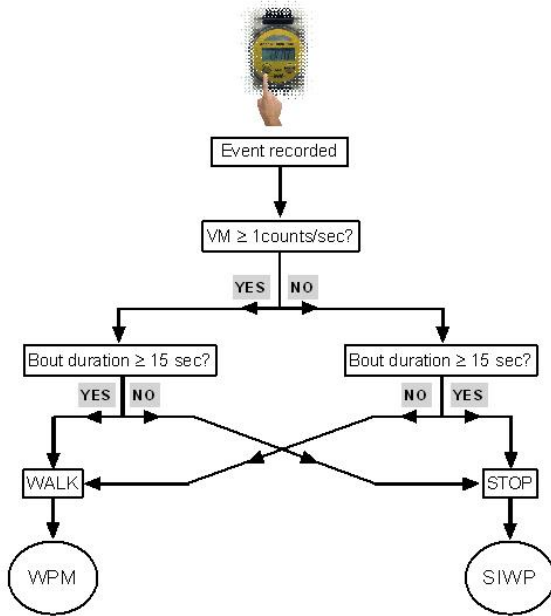 Event recorded
VM ≥ 1counts/sec?
YES NO
Bout duration ≥ 15 sec?
Bout duration ≥ 15 sec?
YES NO
NO YES
WALK
STOP
WPM
SIWP